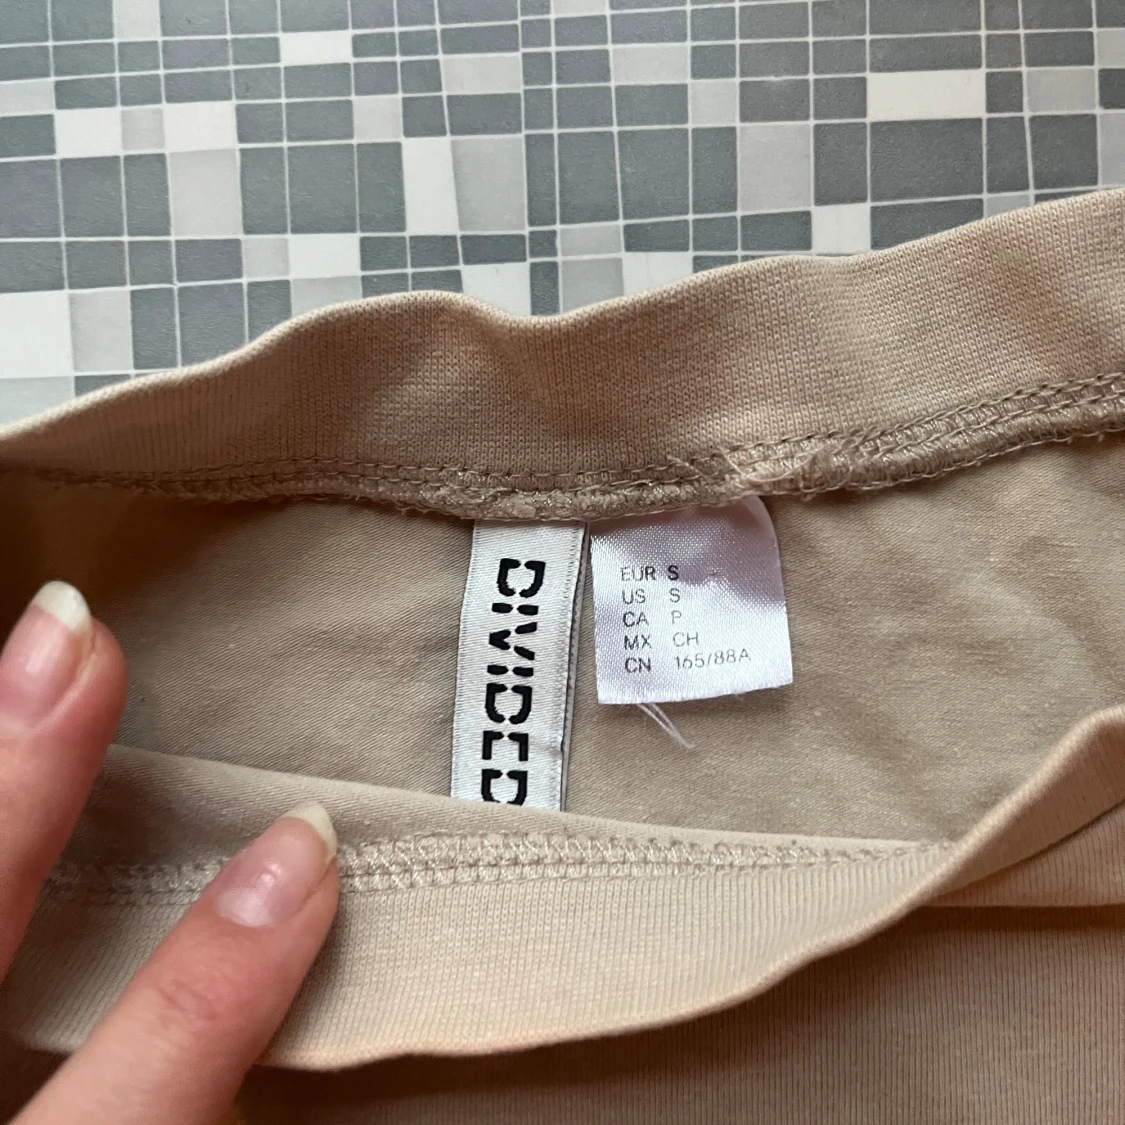 DIVIDED
EUR S
US S
CA P
MX CH
CN 165/88A